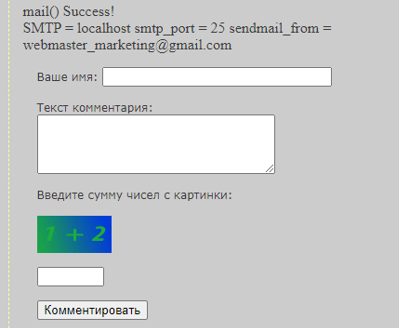 mail() Success!
SMTP = localhost smtp_port = 25 sendmail_from =
webmaster_marketing@gmail.com
Ваше имя:
Текст комментария:
Введите сумму чисел с картинки:
1 + 2
Комментировать